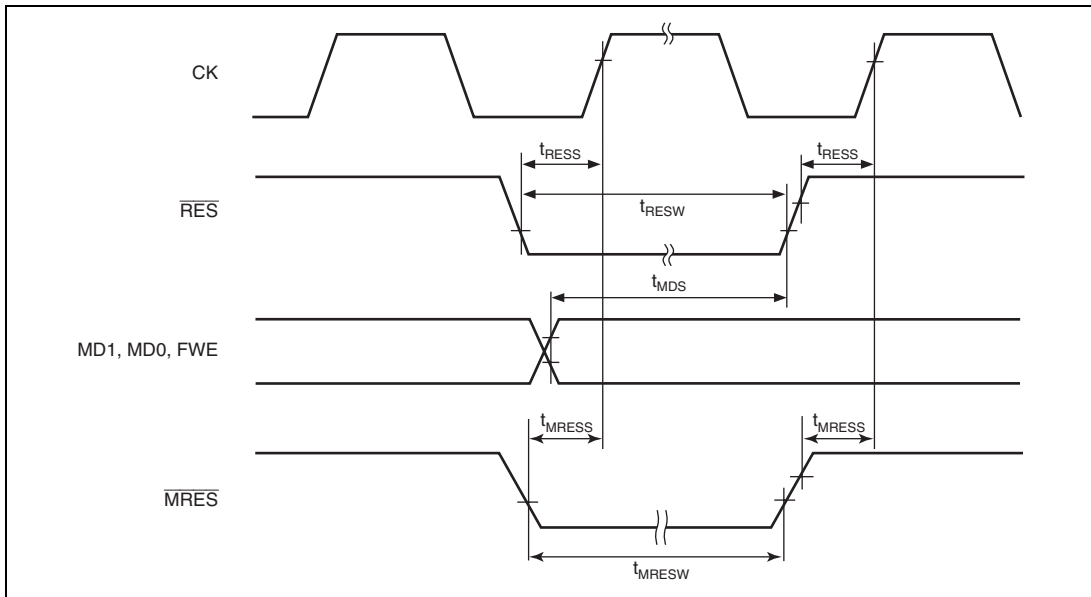 CK
tRESS
tRESS
RES
tRESW
tMDS
MD1, MD0, FWE
tMRESS
tMRESS
MRES
tMRESW